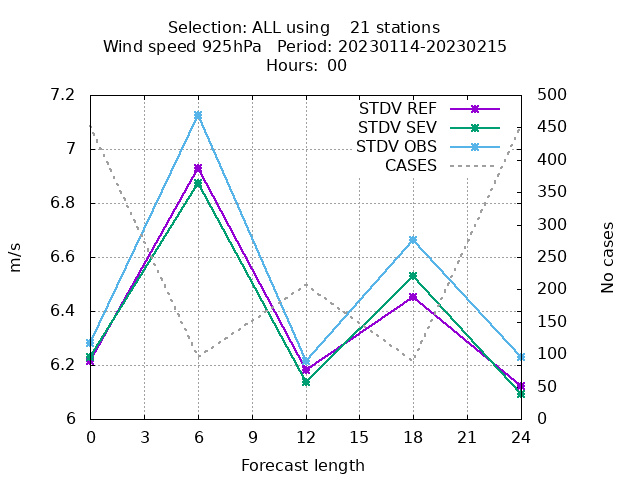 Selection: ALL using    21 stations
Wind speed 925hPa   Period: 20230114-20230215
Hours:  00
STDV REF
STDV SEV
STDV OBS
CASES
7.2
7
6.8
6.6
6.4
6.2
6
m/s
500
450
400
350
300
250
200
150
100
50
0
No cases
0 3 6 9 12 15 18 21 24
Forecast length